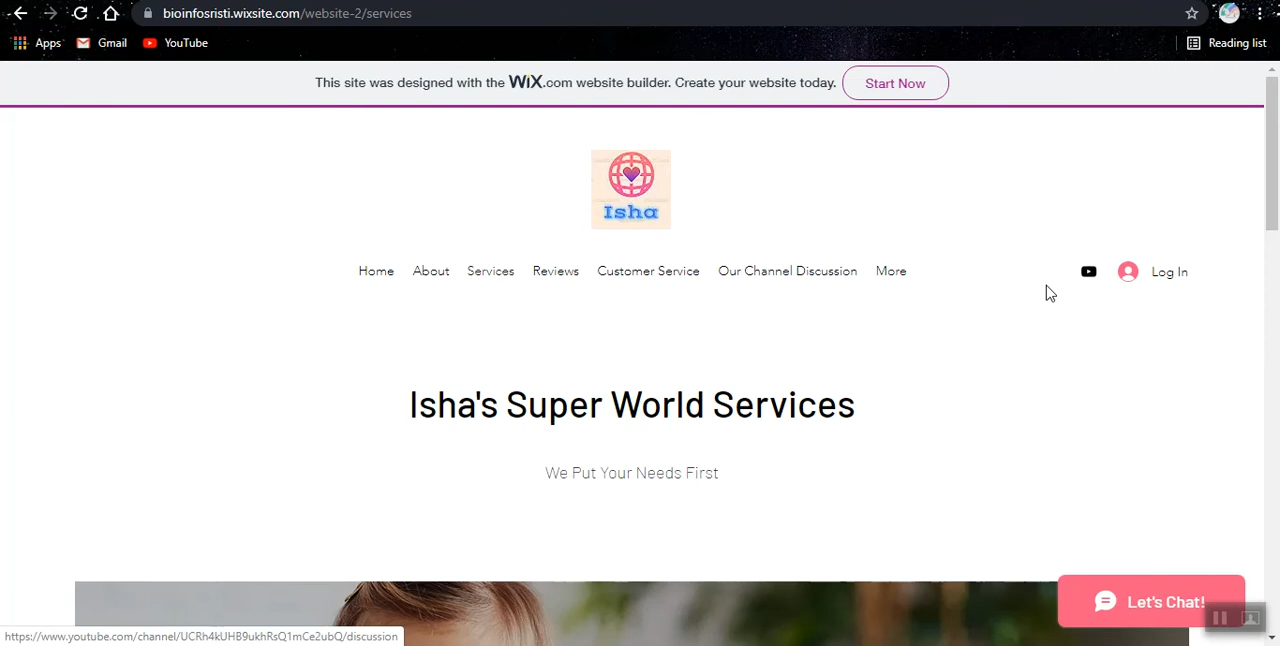 bioinfosristi.wixsite.com/website-2/services
Apps Gmail YouTube Reading list
This site was designed with the WiX.com website builder. Create your website today. Start Now
Isha
Home About Services Reviews Customer Service Our Channel Discussion More Log In
Isha's Super World Services
We Put Your Needs First
Let's Chat!
https://www.youtube.com/channel/UCRh4kUHB9ukhRsQ1mCe2ubQ/discussion